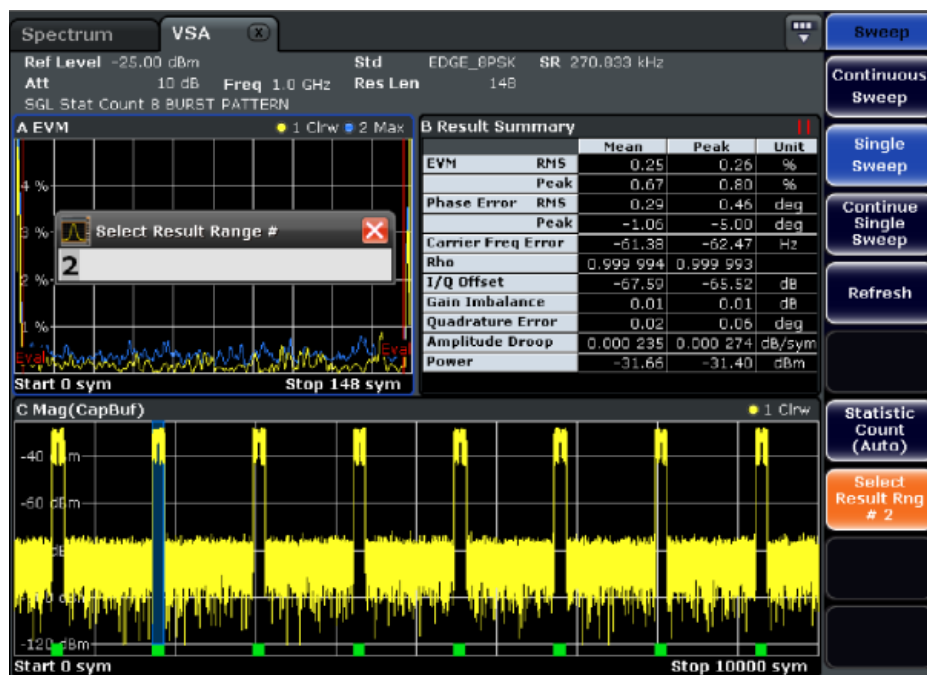 Spectrum VSA X
Ref Level -25.00 dBm Std EDGE_8PSK SR 270.833 kHz
Att 10 dB Freq 1.0 GHz Res Len 148
SGL Stat Count 8 BURST PATTERN
A EVM 1 Clrw 2 Max
4 %
3 %
2 %
1 %
Eval Eval
Start 0 sym Stop 148 sym
Select Result Range #
2
B Result Summary
Mean Peak Unit
EVM RMS 0.25 0.26 %
Peak 0.67 0.80 %
Phase Error RMS 0.29 0.46 deg
Peak -1.06 -5.00 deg
Carrier Freq Error -61.38 -62.47 Hz
Rho 0.999 994 0.999 993
I/Q Offset -67.59 -65.52 dB
Gain Imbalance 0.01 0.01 dB
Quadrature Error 0.02 0.06 deg
Amplitude Droop 0.000 235 0.000 274 dB/sym
Power -31.66 -31.40 dBm
C Mag(CapBuf) 1 Clrw
-40 m
-60 dBm
-120 dBm
Start 0 sym Stop 10000 sym
Sweep
Continuous
Sweep
Single
Sweep
Continue
Single
Sweep
Refresh
Statistic
Count
(Auto)
Select
Result Rng
# 2